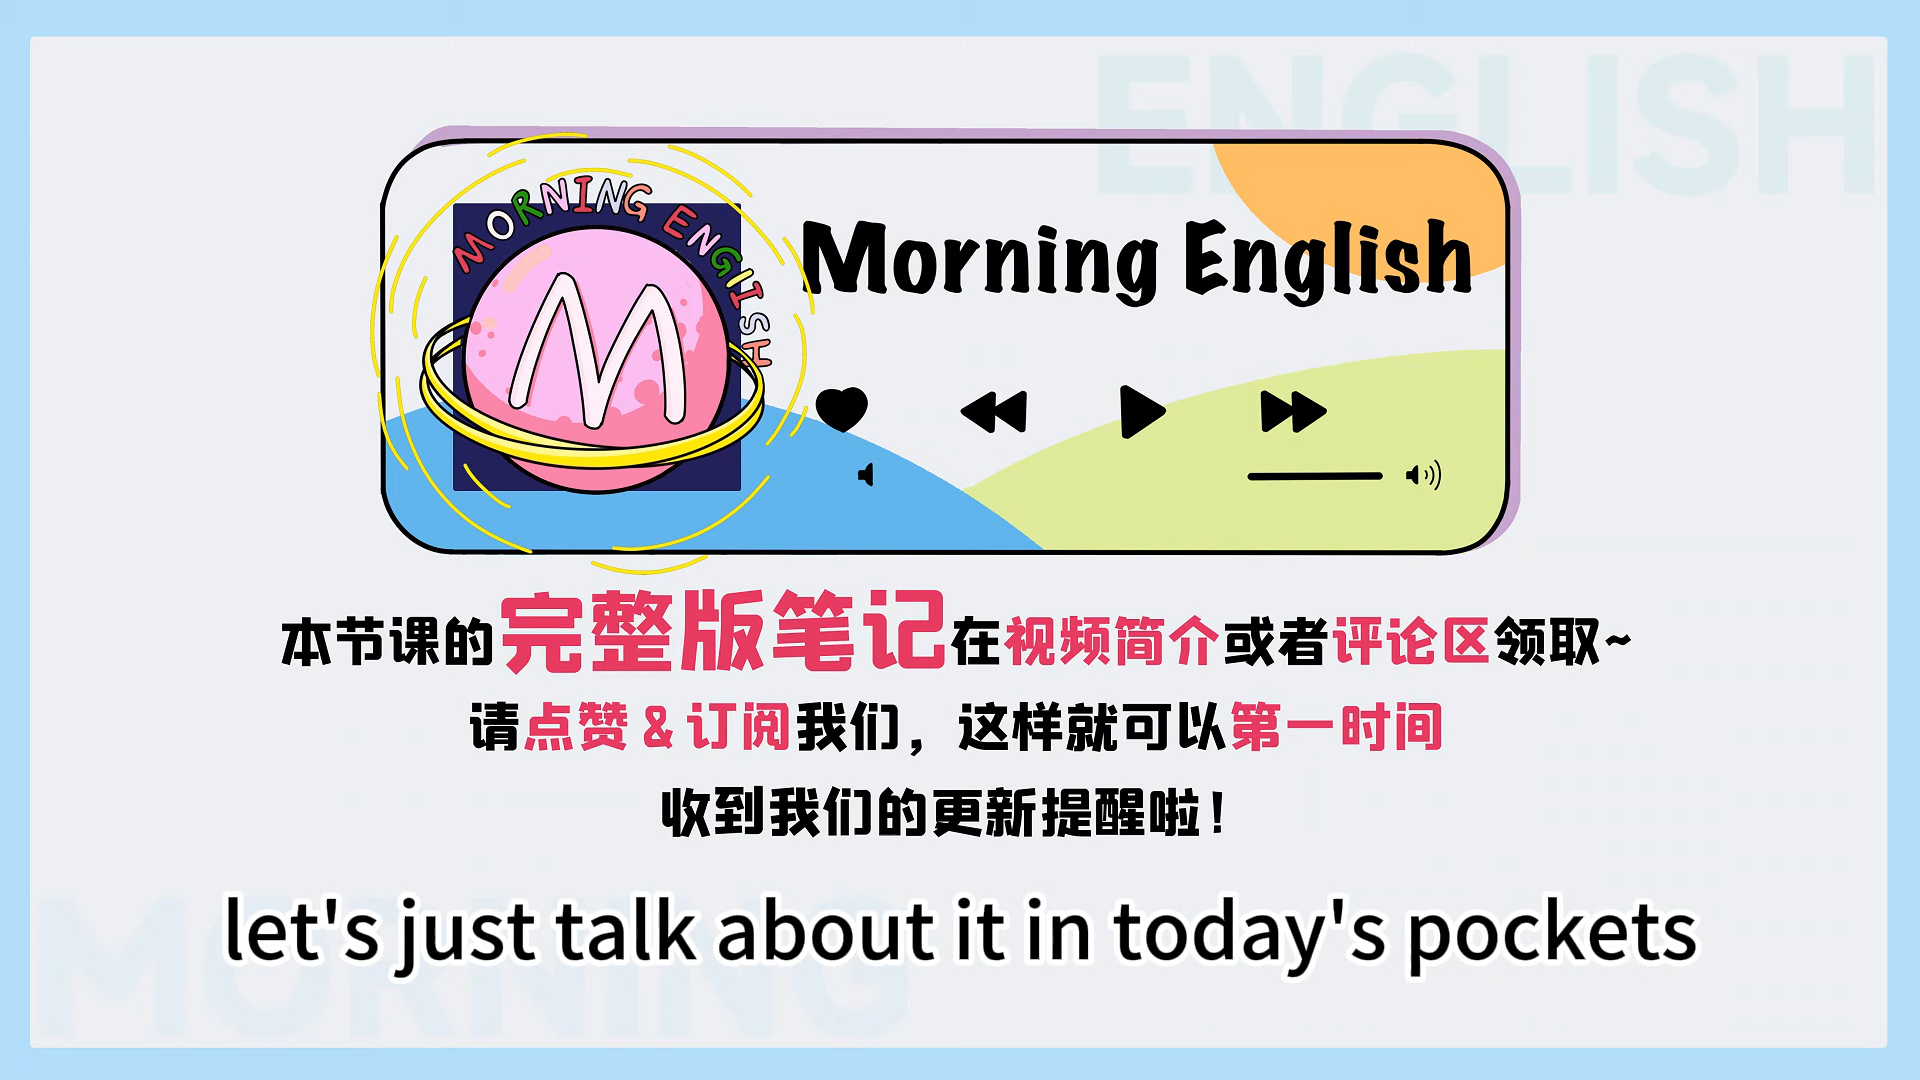 ENGLISH
MORNING ENGLISH
M
Morning English
本节课的完整版笔记在视频简介或者评论区领取~
请点赞&订阅我们，这样就可以第一时间
收到我们的更新提醒啦！
let's just talk about it in today's pockets
MORNING